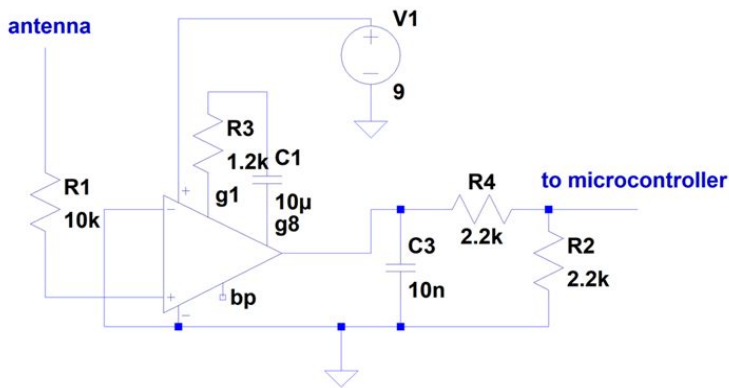 antenna
V1
9
R3
1.2k
C1
10µ
g1
g8
R1
10k
bp
R4
2.2k
to microcontroller
C3
10n
R2
2.2k